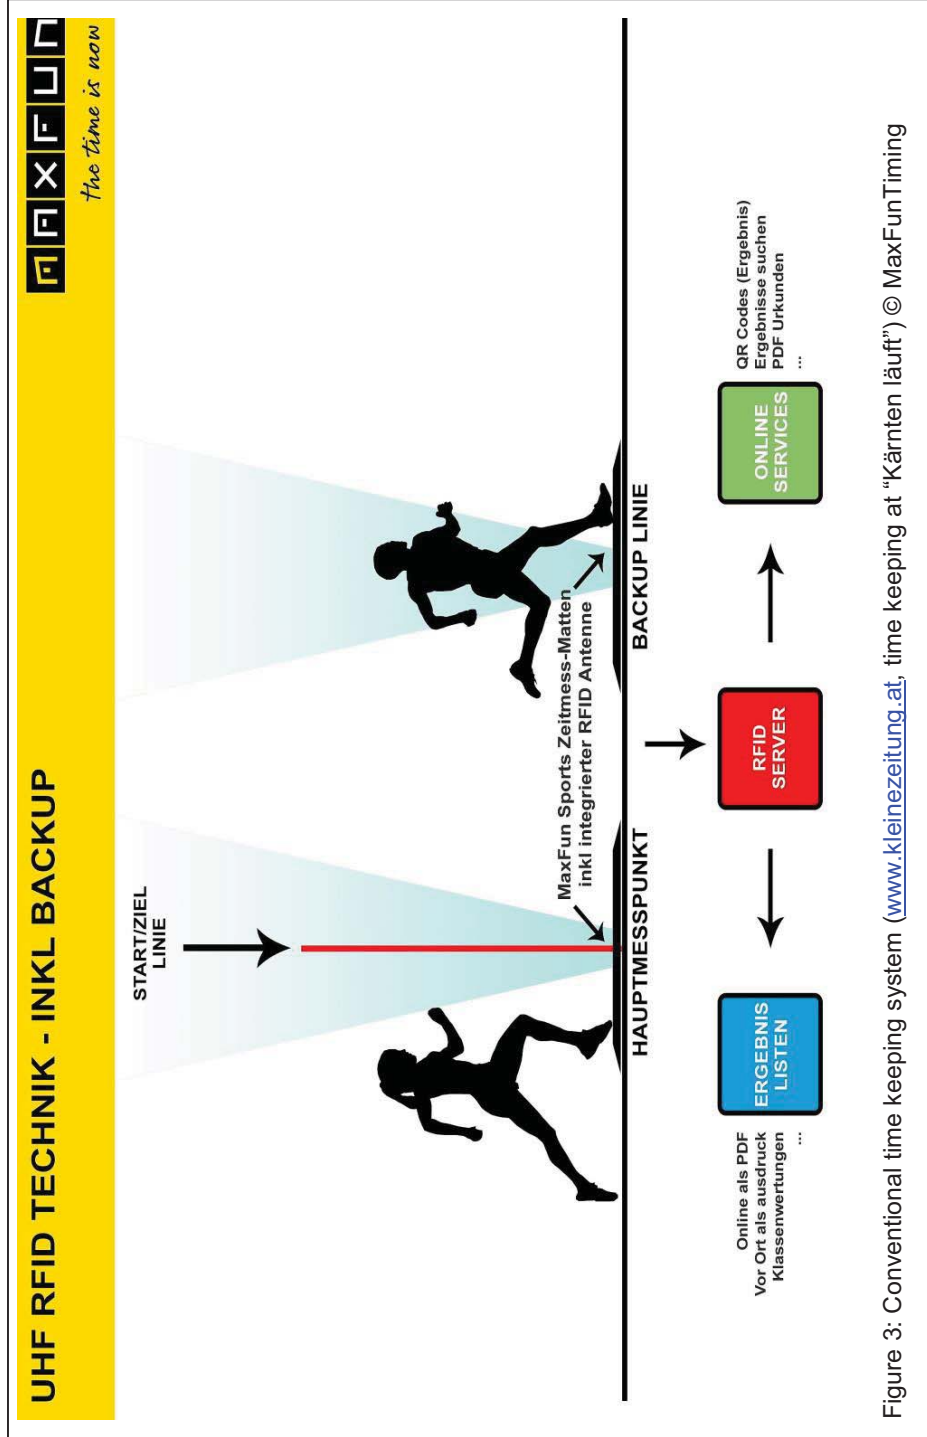 UHF RFID TECHNIK - INKL BACKUP
MAXFUN
the time is now
START/ZIEL
LINIE
MaxFun Sports Zeitmess-Matten
inkl integrierter RFID Antenne
HAUPTMESSPUNKT
BACKUP LINIE
Online als PDF
Vor Ort als ausdruck
Klassenwertungen
...
ERGEBNIS
LISTEN
RFID
SERVER
ONLINE
SERVICES
QR Codes (Ergebnis)
Ergebnisse suchen
PDF Urkunden
...
Figure 3: Conventional time keeping system (www.kleinezeitung.at, time keeping at “Kärnten läuft”) © MaxFunTiming